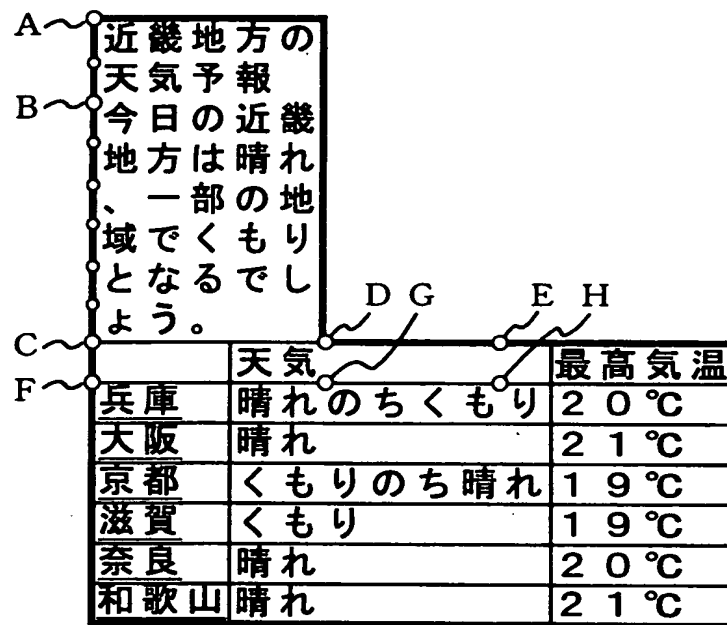 A
近畿地方の
天気予報
B
今日の近畿
地方は晴れ
、一部の地
域でくもり
となるでし
ょう。
D G E H
C
天気 最高気温
F
兵庫 晴れのちくもり 20℃
大阪 晴れ 21℃
京都 くもりのち晴れ 19℃
滋賀 くもり 19℃
奈良 晴れ 20℃
和歌山 晴れ 21℃